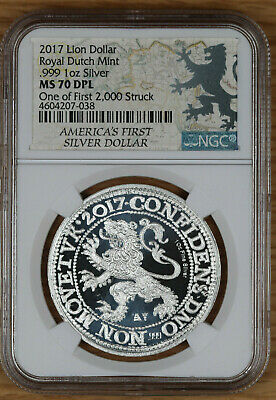 2017 Lion Dollar
Royal Dutch Mint
.999 1oz Silver
MS 70 DPL
One of First 2,000 Struck
4604207-038
NGC
AMERICA'S FIRST
SILVER DOLLAR
2017·CONFIDENS·DNO·NON·MOVETVR